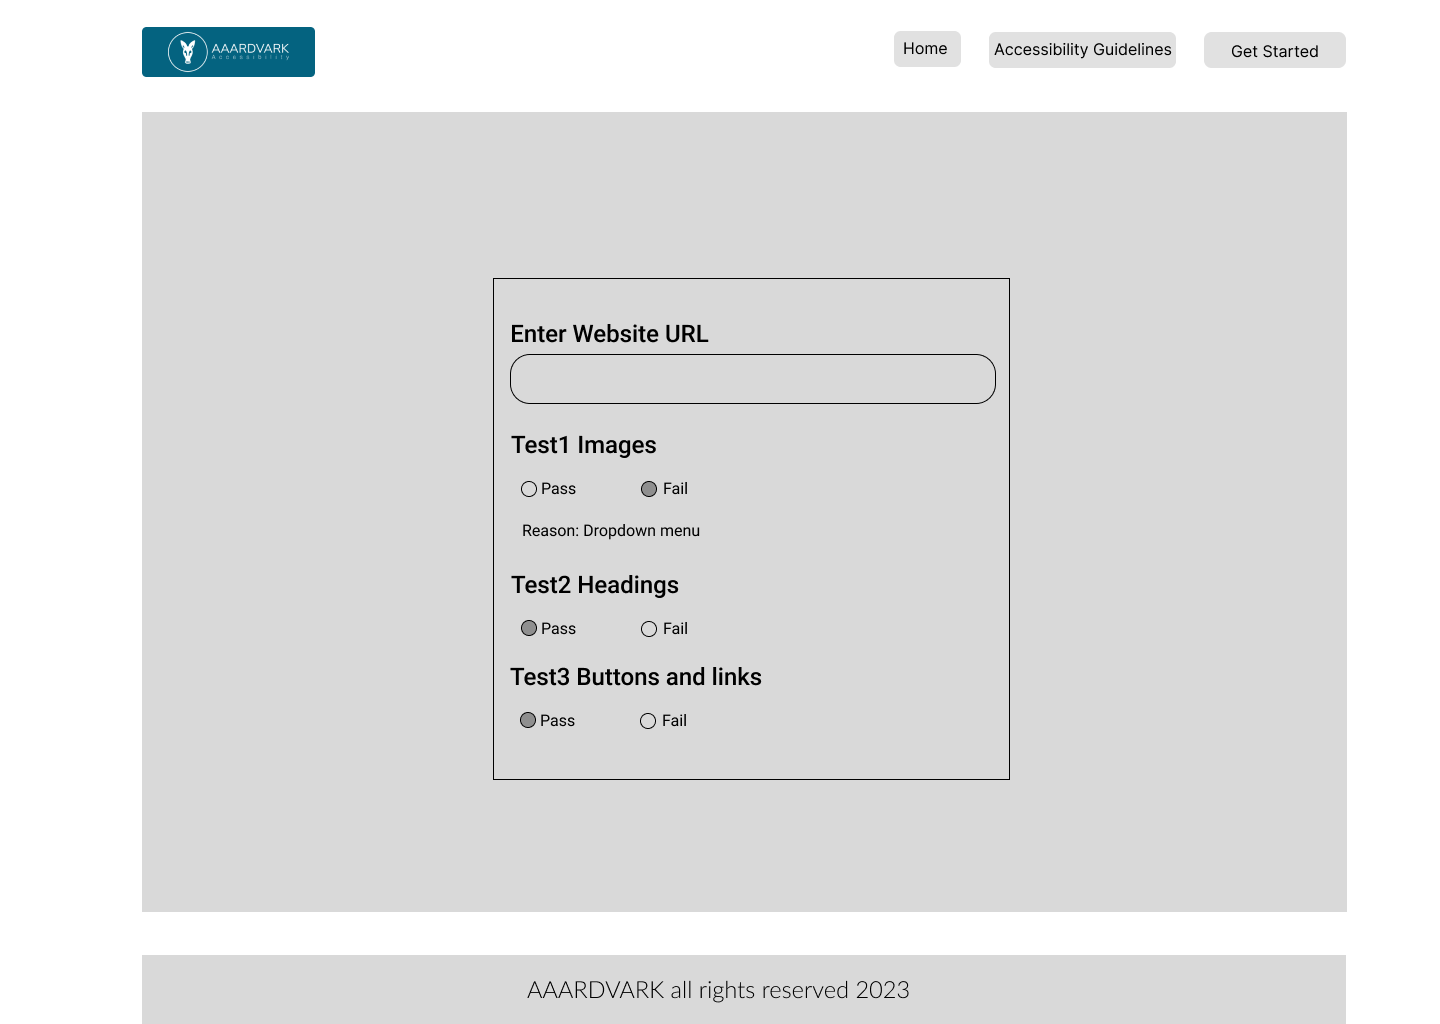 AAARDVARK
Accessibility
Home
Accessibility Guidelines
Get Started
Enter Website URL
Test1 Images
Pass
Fail
Reason: Dropdown menu
Test2 Headings
Pass
Fail
Test3 Buttons and links
Pass
Fail
AAARDVARK all rights reserved 2023